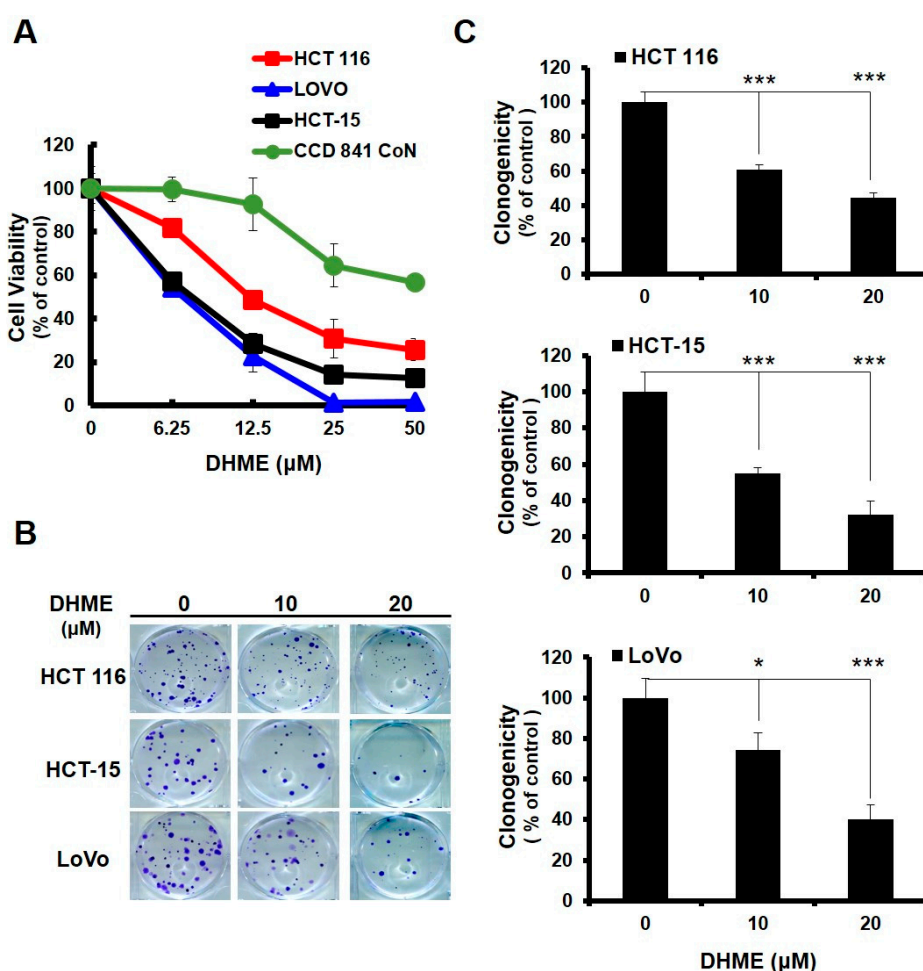 A
HCT 116
LOVO
HCT-15
CCD 841 CoN
Cell Viability
(% of control)
120
100
80
60
40
20
0
0 6.25 12.5 25 50
DHME (µM)
B
DHME 0 10 20
(µM)
HCT 116
HCT-15
LoVo
C
HCT 116
Clonogenicity
(% of control )
120
100
80
60
40
20
0
*** ***
0 10 20
HCT-15
Clonogenicity
(% of control )
120
100
80
60
40
20
0
*** ***
0 10 20
LoVo
Clonogenicity
( % of control )
120
100
80
60
40
20
0
* ***
0 10 20
DHME (µM)